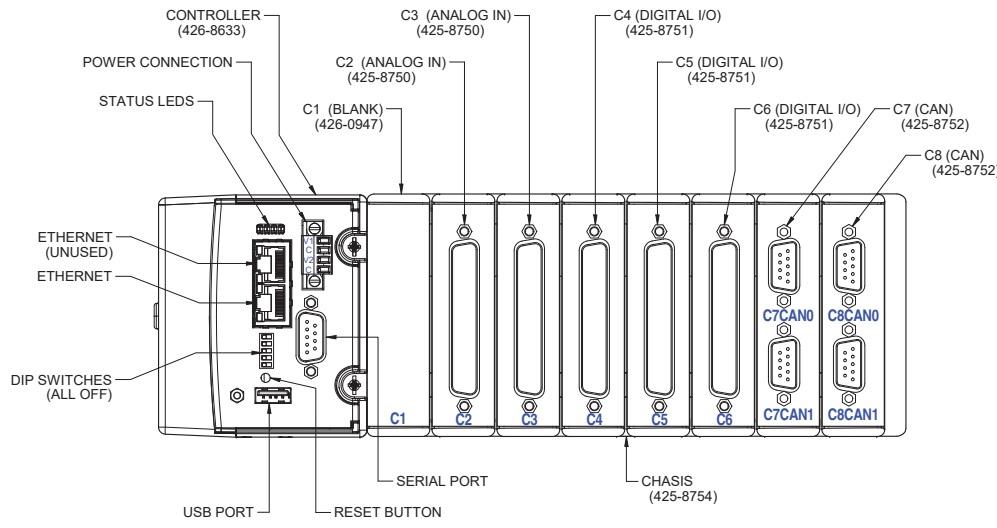 CONTROLLER
(426-8633)
POWER CONNECTION
STATUS LEDS
C3 (ANALOG IN)
(425-8750)
C2 (ANALOG IN)
(425-8750)
C1 (BLANK)
(426-0947)
C4 (DIGITAL I/O)
(425-8751)
C5 (DIGITAL I/O)
(425-8751)
C6 (DIGITAL I/O)
(425-8751)
C7 (CAN)
(425-8752)
C8 (CAN)
(425-8752)
ETHERNET
(UNUSED)
ETHERNET
DIP SWITCHES
(ALL OFF)
V1
C
V2
C
C7CAN0
C8CAN0
C7CAN1
C8CAN1
C1
C2
C3
C4
C5
C6
SERIAL PORT
USB PORT
RESET BUTTON
CHASIS
(425-8754)